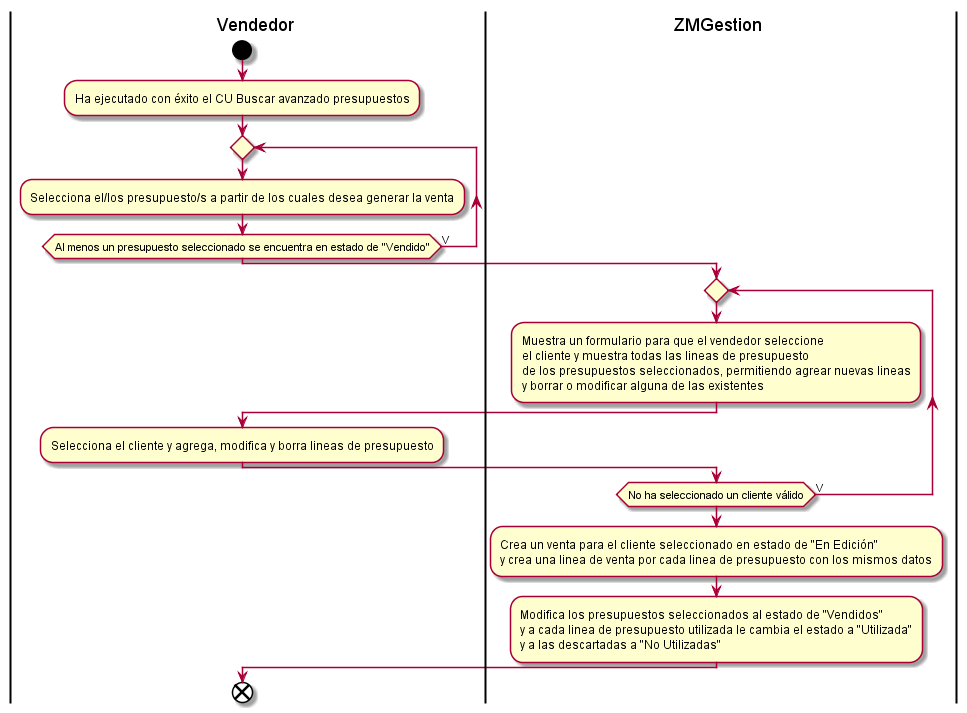 Vendedor
ZMGestion
Ha ejecutado con éxito el CU Buscar avanzado presupuestos
Selecciona el/los presupuesto/s a partir de los cuales desea generar la venta
Al menos un presupuesto seleccionado se encuentra en estado de "Vendido"
V
Muestra un formulario para que el vendedor seleccione
el cliente y muestra todas las lineas de presupuesto
de los presupuestos seleccionados, permitiendo agrear nuevas lineas
y borrar o modificar alguna de las existentes
Selecciona el cliente y agrega, modifica y borra lineas de presupuesto
No ha seleccionado un cliente válido
V
Crea un venta para el cliente seleccionado en estado de "En Edición"
y crea una linea de venta por cada linea de presupuesto con los mismos datos
Modifica los presupuestos seleccionados al estado de "Vendidos"
y a cada linea de presupuesto utilizada le cambia el estado a "Utilizada"
y a las descartadas a "No Utilizadas"